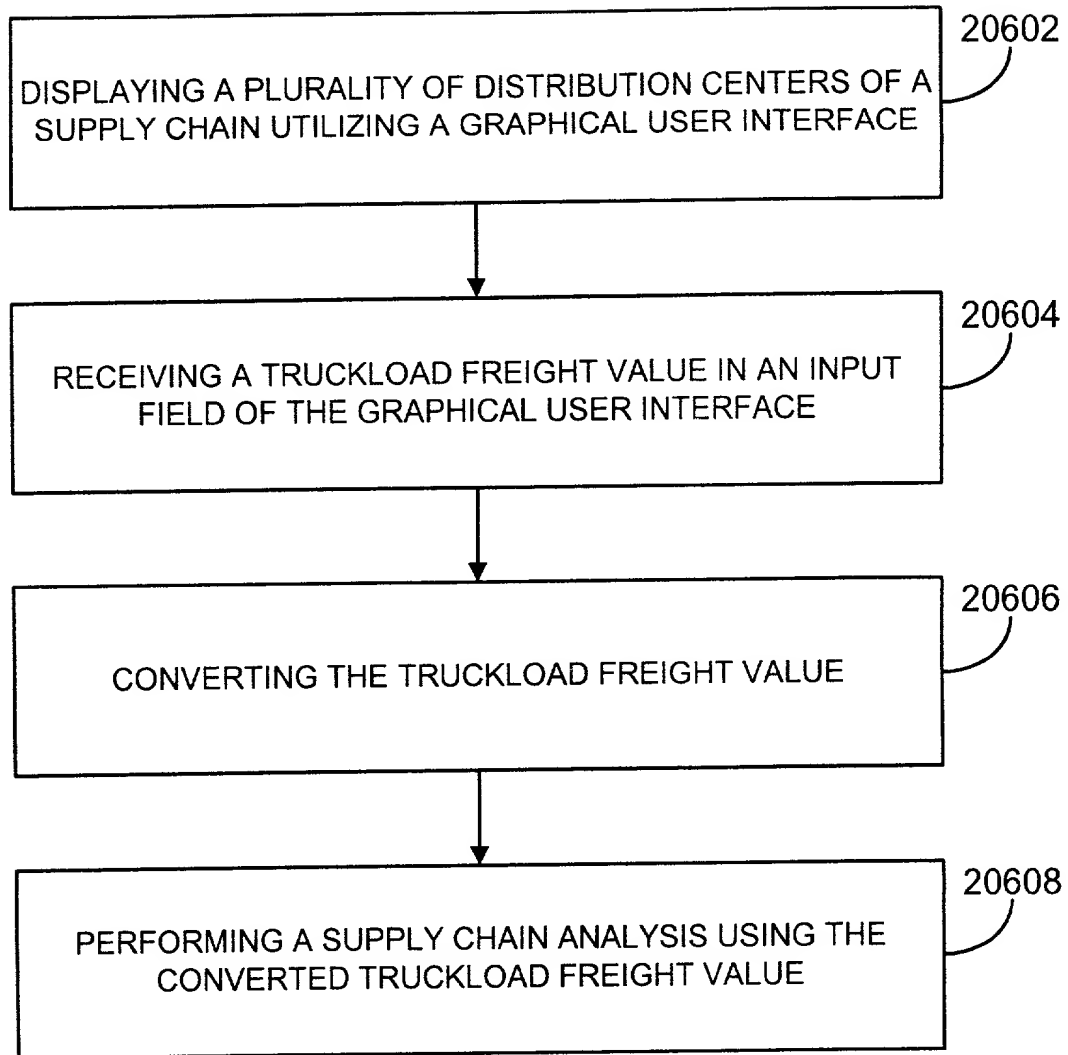 20602
DISPLAYING A PLURALITY OF DISTRIBUTION CENTERS OF A
SUPPLY CHAIN UTILIZING A GRAPHICAL USER INTERFACE
20604
RECEIVING A TRUCKLOAD FREIGHT VALUE IN AN INPUT
FIELD OF THE GRAPHICAL USER INTERFACE
20606
CONVERTING THE TRUCKLOAD FREIGHT VALUE
20608
PERFORMING A SUPPLY CHAIN ANALYSIS USING THE
CONVERTED TRUCKLOAD FREIGHT VALUE